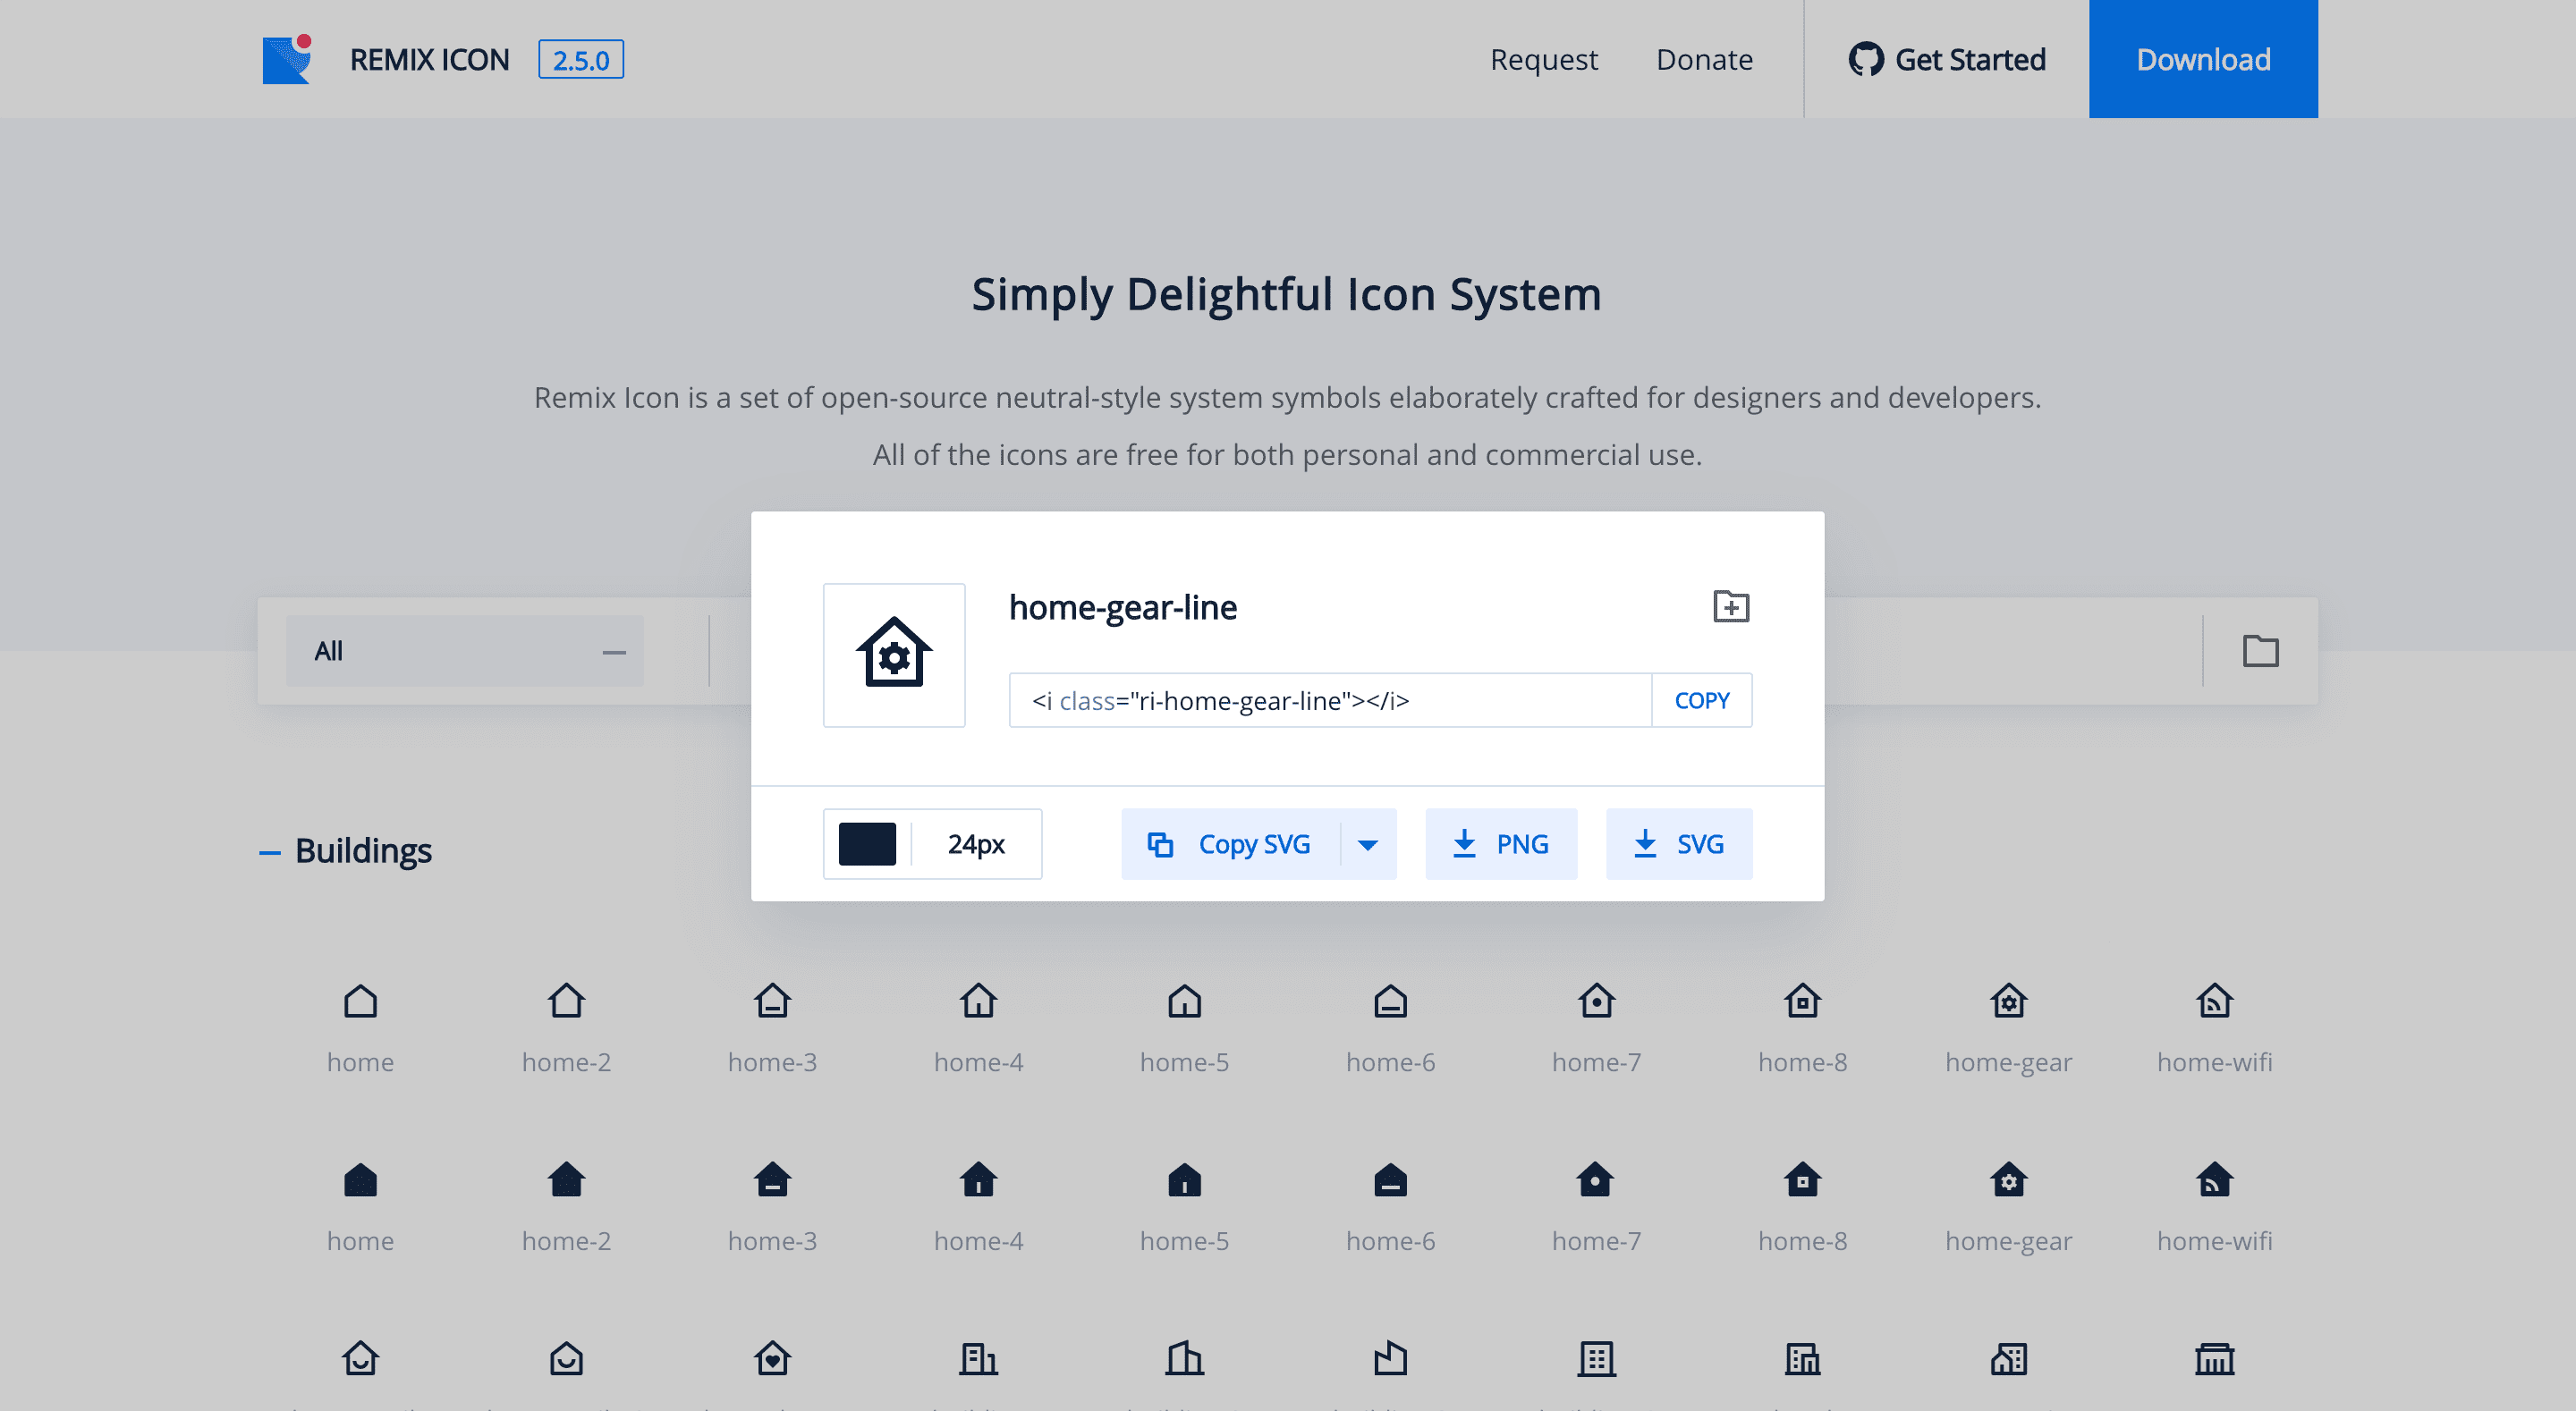 REMIX ICON 2.5.0 Request Donate Get Started Download
Simply Delightful Icon System
Remix Icon is a set of open-source neutral-style system symbols elaborately crafted for designers and developers.
All of the icons are free for both personal and commercial use.
All
home-gear-line
<i class="ri-home-gear-line"></i> COPY
24px Copy SVG PNG SVG
Buildings
home home-2 home-3 home-4 home-5 home-6 home-7 home-8 home-gear home-wifi
home home-2 home-3 home-4 home-5 home-6 home-7 home-8 home-gear home-wifi